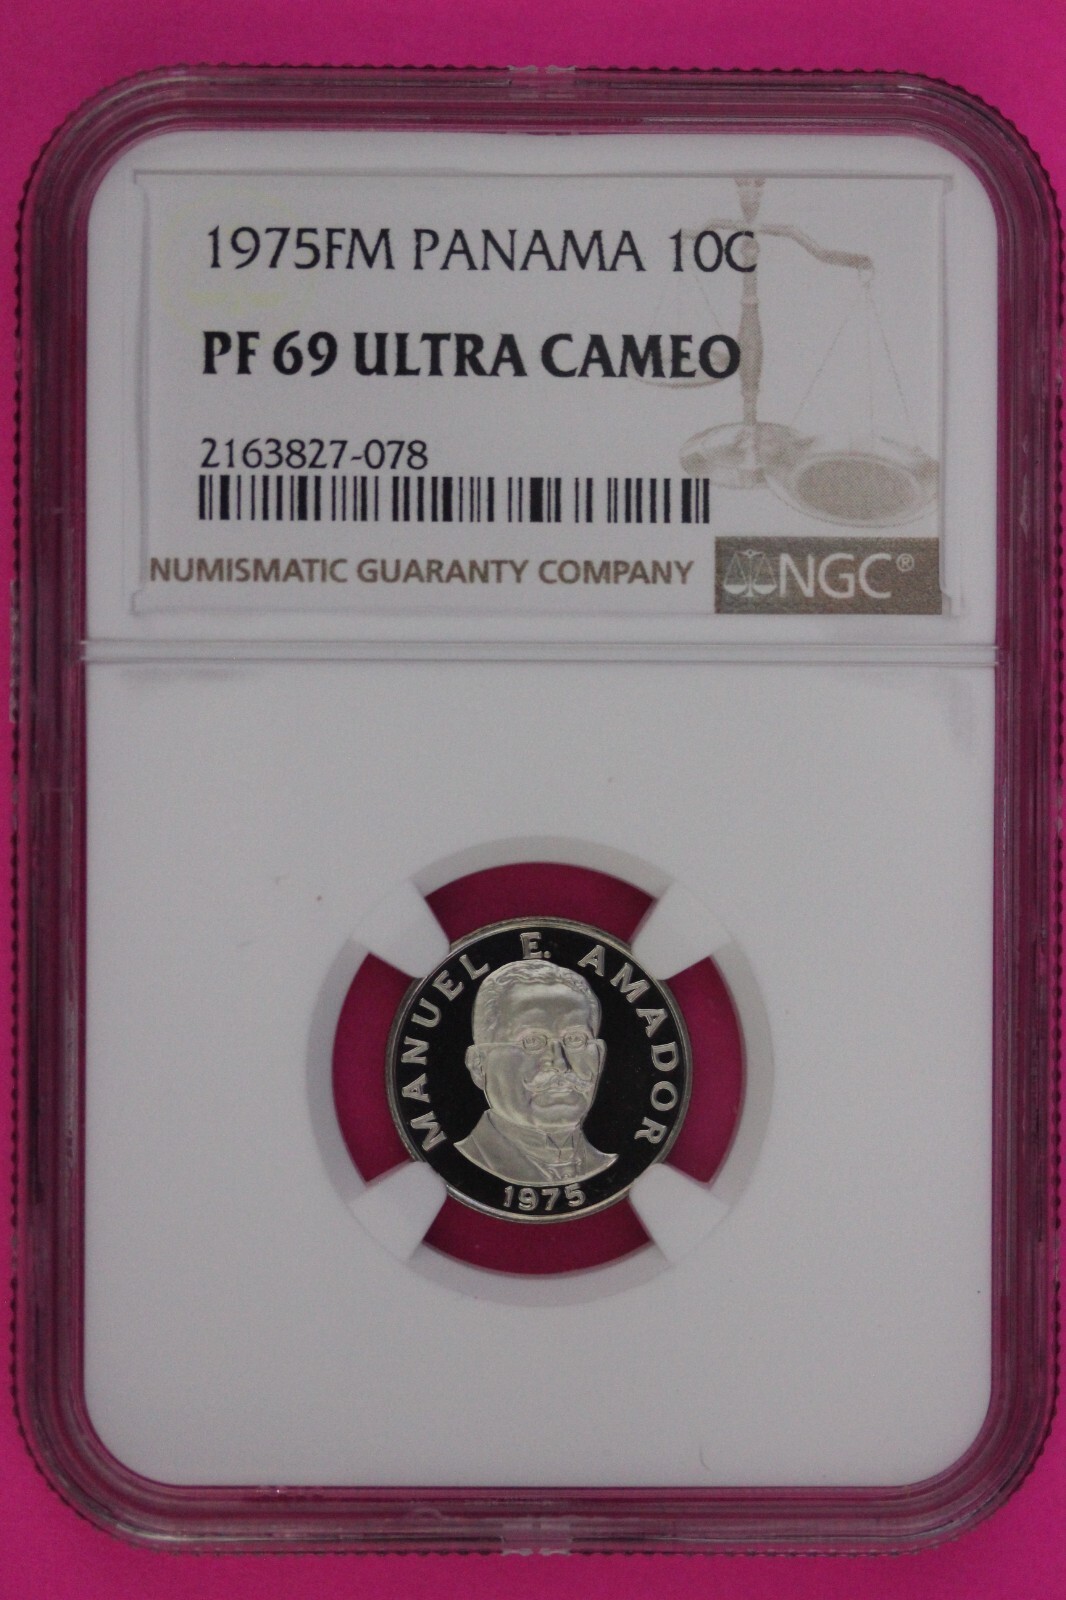 1975FM PANAMA 10C
PF 69 ULTRA CAMEO
2163827-078
NUMISMATIC GUARANTY COMPANY
NGC®
MANUEL E. AMADOR
1975